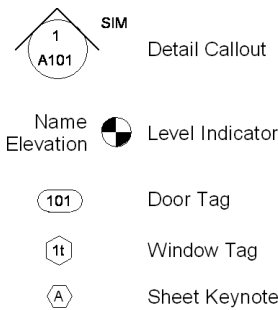 SIM
1
A101
Detail Callout
Name
Elevation
Level Indicator
101
Door Tag
1t
Window Tag
A
Sheet Keynote